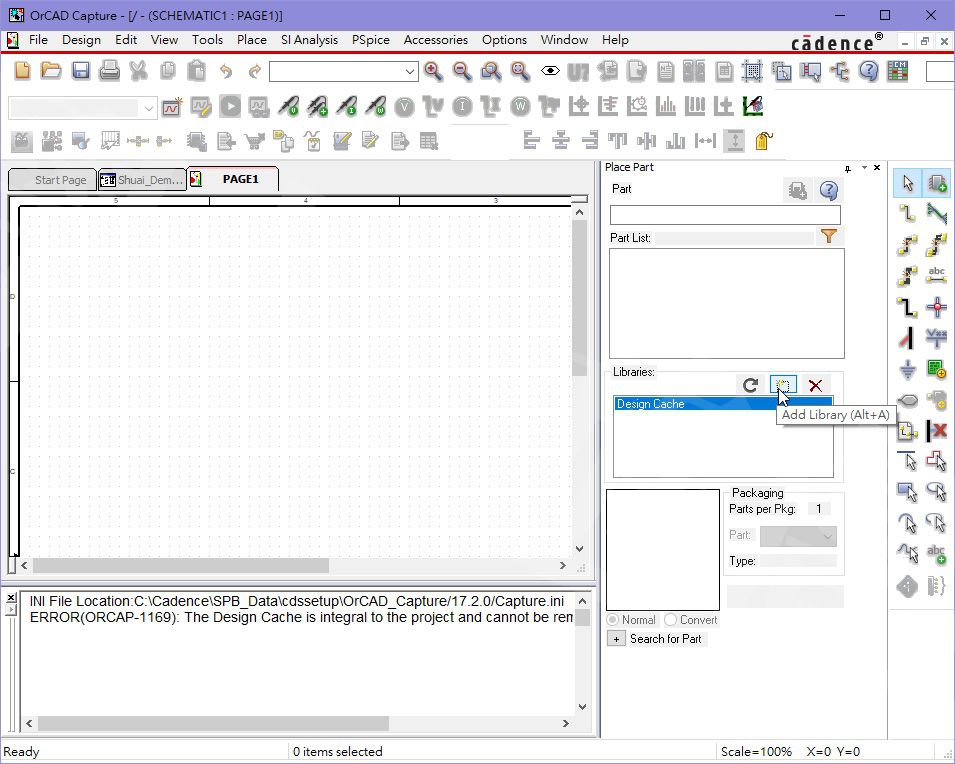 OrCAD Capture - [/ - (SCHEMATIC1 : PAGE1)]
File Design Edit View Tools Place SI Analysis PSpice Accessories Options Window Help
cādence®
Start Page Shuai_Dem... PAGE1
5 4 3
D
C
Place Part
Part
Part List:
Libraries:
Design Cache
Add Library (Alt+A)
Packaging
Parts per Pkg: 1
Part:
Type:
Normal Convert
+ Search for Part
INI File Location:C:\Cadence\SPB_Data\cdssetup\OrCAD_Capture/17.2.0/Capture.ini
ERROR(ORCAP-1169): The Design Cache is integral to the project and cannot be
Ready 0 items selected Scale=100% X=0 Y=0